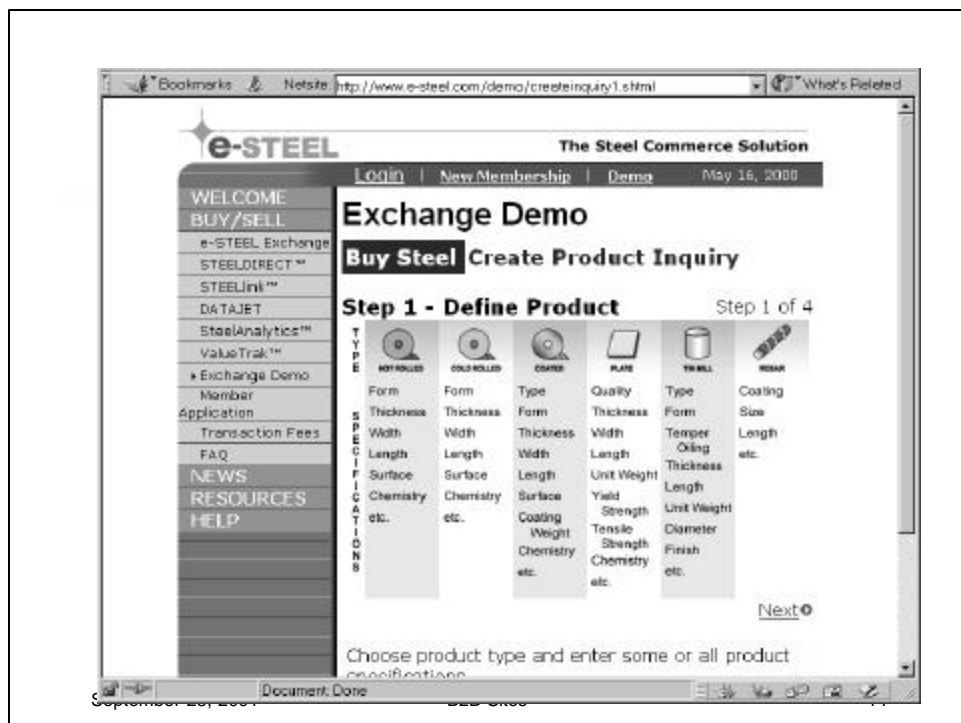 Bookmarks Netsite: http://www.e-steel.com/demo/createinquiry1.shtml What's Related
e-STEEL
The Steel Commerce Solution
Login | New Membership | Demo May 16, 2000
WELCOME
BUY/SELL
e-STEEL Exchange
STEELDIRECT™
STEELlink™
DATAJET
SteelAnalytics™
ValueTrak™
Exchange Demo
Member
Application
Transaction Fees
FAQ
NEWS
RESOURCES
HELP
Exchange Demo
Buy Steel Create Product Inquiry
Step 1 - Define Product Step 1 of 4
TYPE
HOT ROLLED
COLD ROLLED
COATED
PLATE
TIN MILL
REBAR
SPECIFICATIONS
Form
Thickness
Width
Length
Surface
Chemistry
etc.
Form
Thickness
Width
Length
Surface
Chemistry
etc.
Type
Form
Thickness
Width
Length
Surface
Coating
Weight
Chemistry
etc.
Quality
Thickness
Width
Length
Unit Weight
Yield
Strength
Tensile
Strength
Chemistry
etc.
Type
Form
Temper
Oiling
Thickness
Length
Unit Weight
Diameter
Finish
etc.
Coating
Size
Length
etc.
Next
Choose product type and enter some or all product
specifications
Document: Done